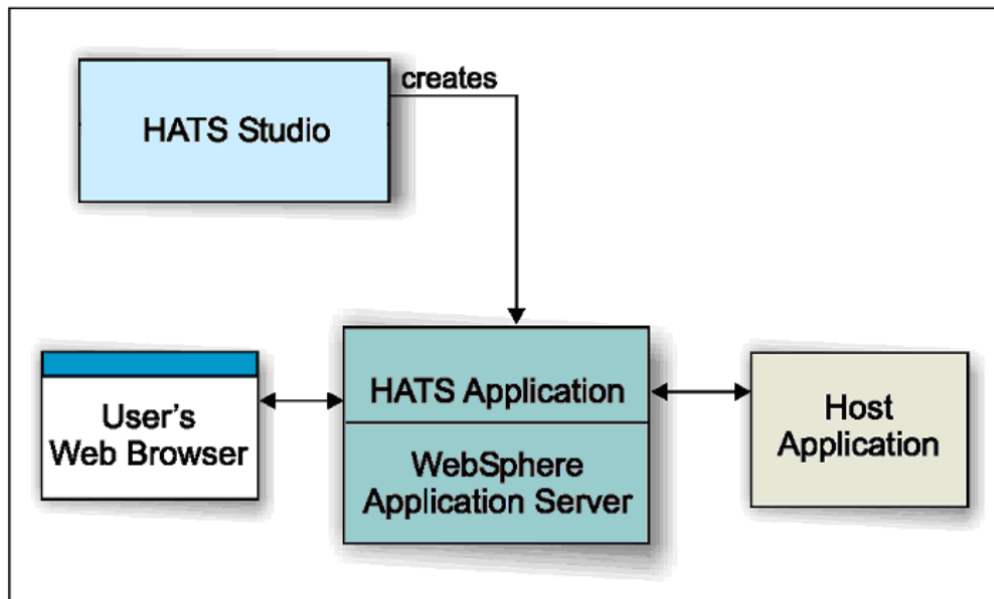 creates
HATS Studio
User's
Web Browser
HATS Application
WebSphere
Application Server
Host
Application